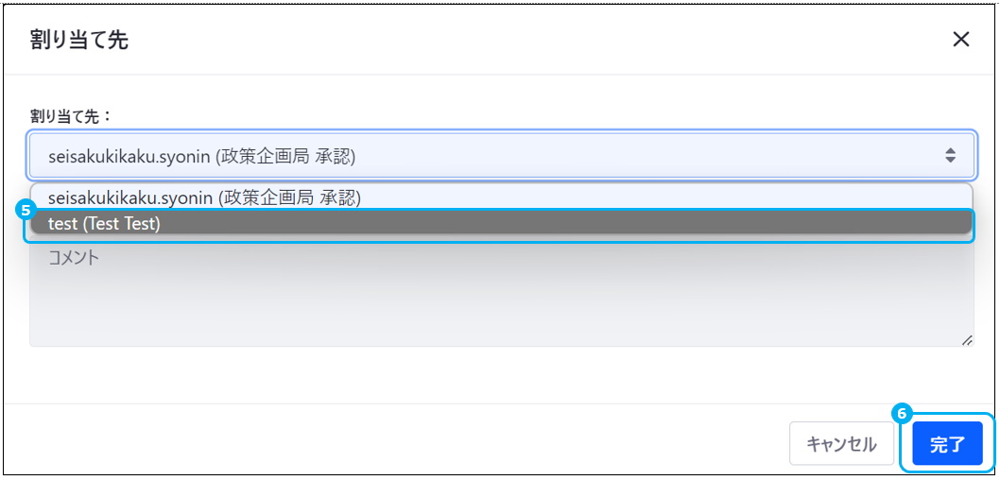 割り当て先
割り当て先：
seisakukikaku.syonin (政策企画局 承認)
seisakukikaku.syonin (政策企画局 承認)
5
test (Test Test)
コメント
6
キャンセル
完了